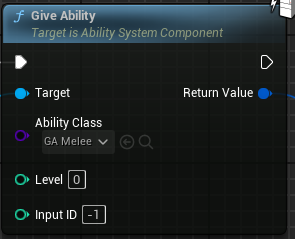 f Give Ability
Target is Ability System Component
Target
Return Value
Ability Class
GA Melee
Level 0
Input ID -1